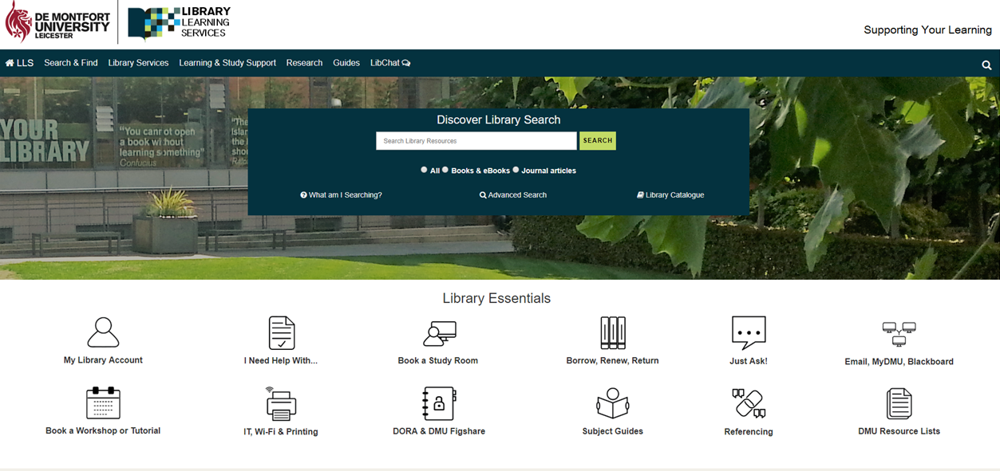 DE MONTFORT
UNIVERSITY
LEICESTER
LIBRARY
LEARNING
SERVICES
Supporting Your Learning
LLS Search & Find Library Services Learning & Study Support Research Guides LibChat
YOUR
LIBRARY
"You cannot open
a book without
learning something"
Confucius
"The
Discover Library Search
Search Library Resources SEARCH
All Books & eBooks Journal articles
What am I Searching? Advanced Search Library Catalogue
Library Essentials
My Library Account I Need Help With... Book a Study Room Borrow, Renew, Return Just Ask! Email, MyDMU, Blackboard
Book a Workshop or Tutorial IT, Wi-Fi & Printing DORA & DMU Figshare Subject Guides Referencing DMU Resource Lists